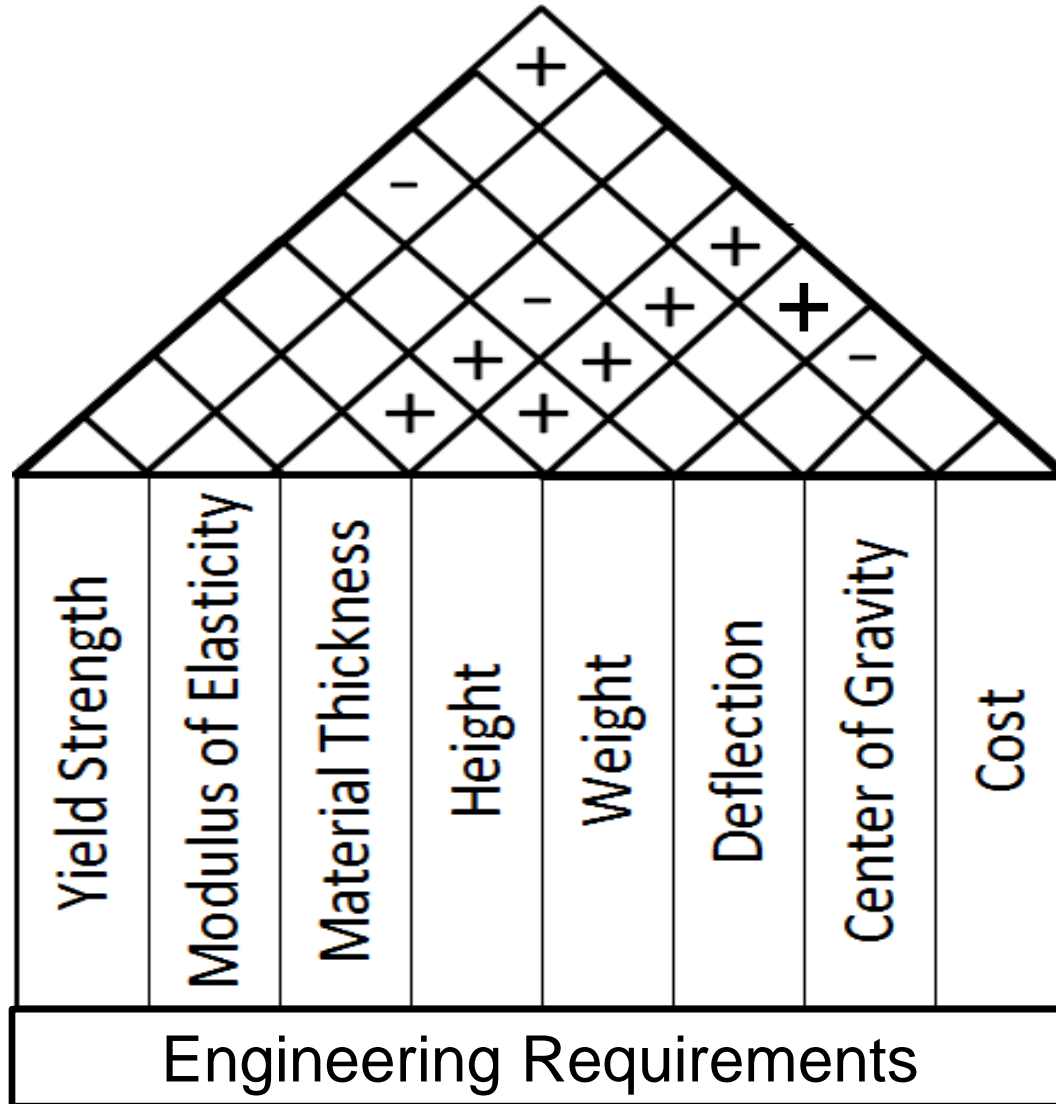 +
-
+
+
-
+
+
+
-
+
+
Yield Strength
Modulus of Elasticity
Material Thickness
Height
Weight
Deflection
Center of Gravity
Cost
Engineering Requirements